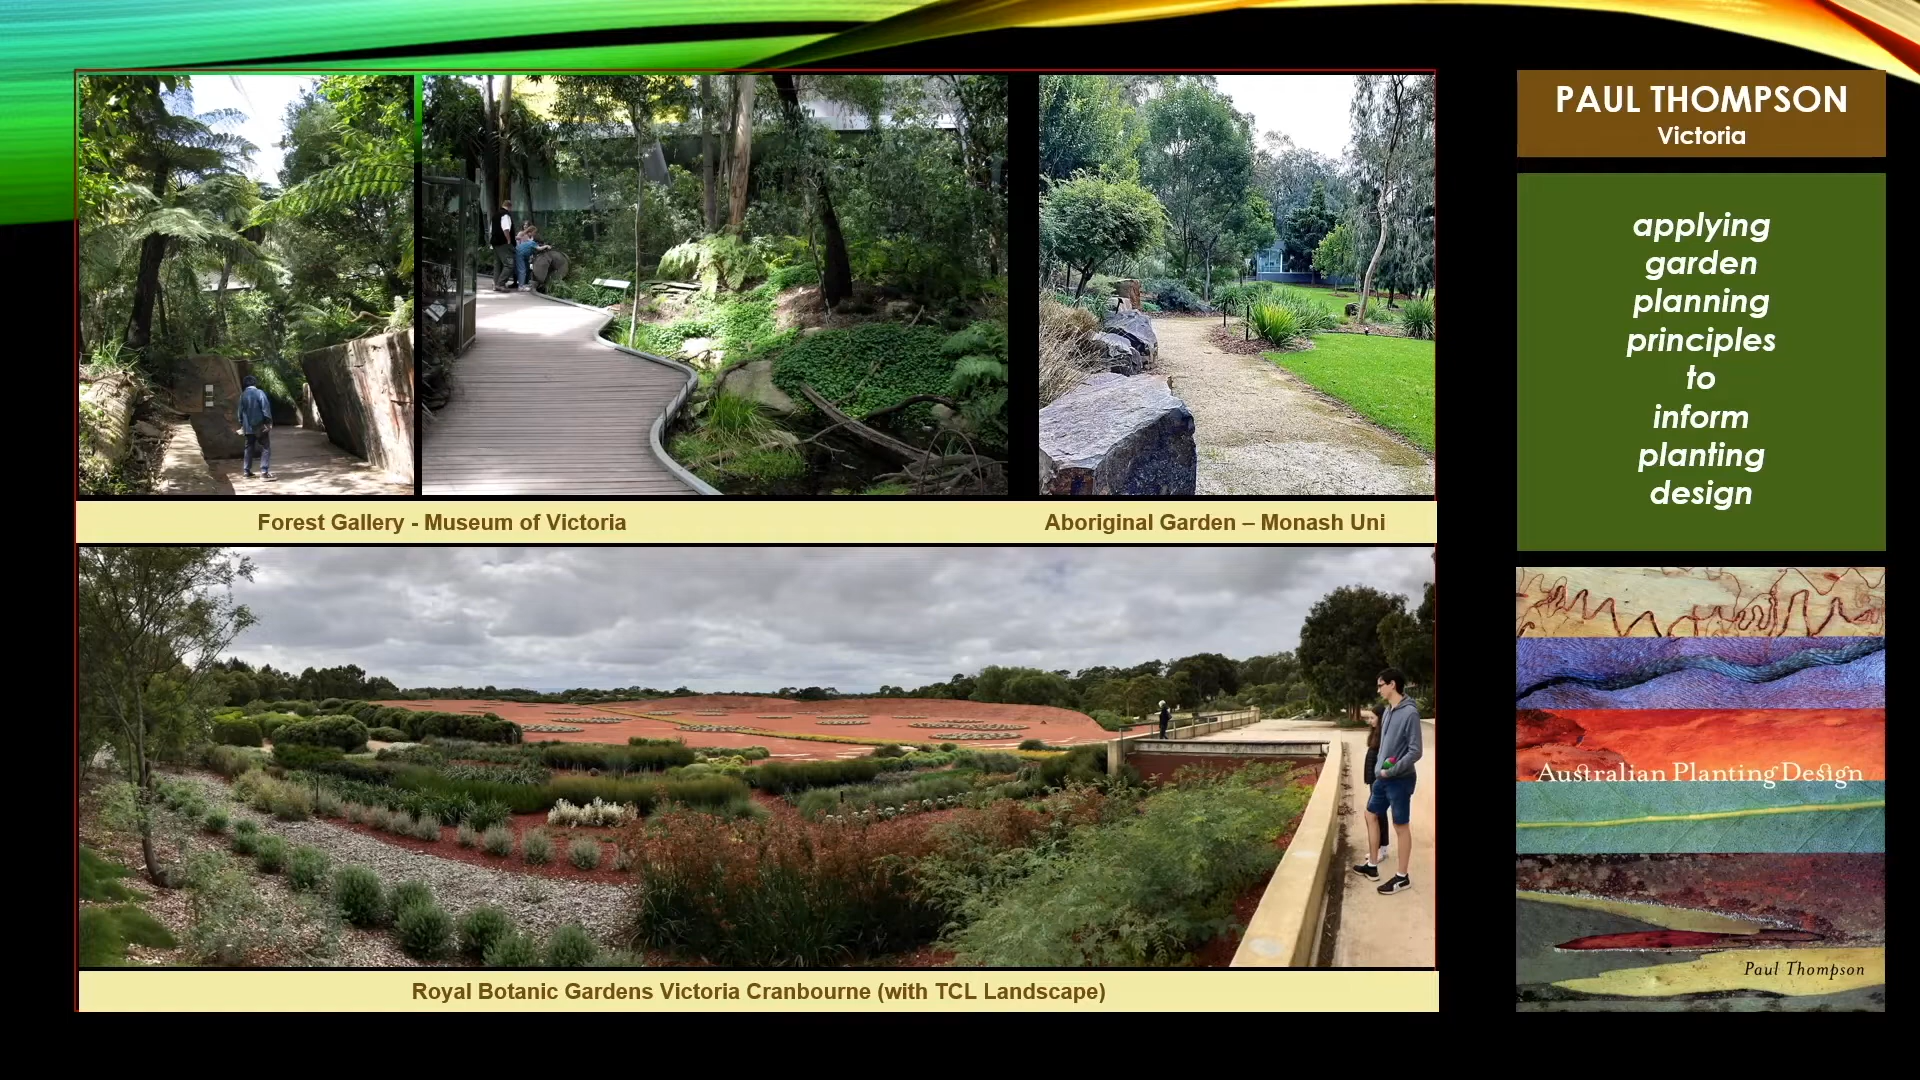 PAUL THOMPSON
Victoria
applying
garden
planning
principles
to
inform
planting
design
Forest Gallery - Museum of Victoria
Aboriginal Garden – Monash Uni
Royal Botanic Gardens Victoria Cranbourne (with TCL Landscape)
Australian Planting Design
Paul Thompson